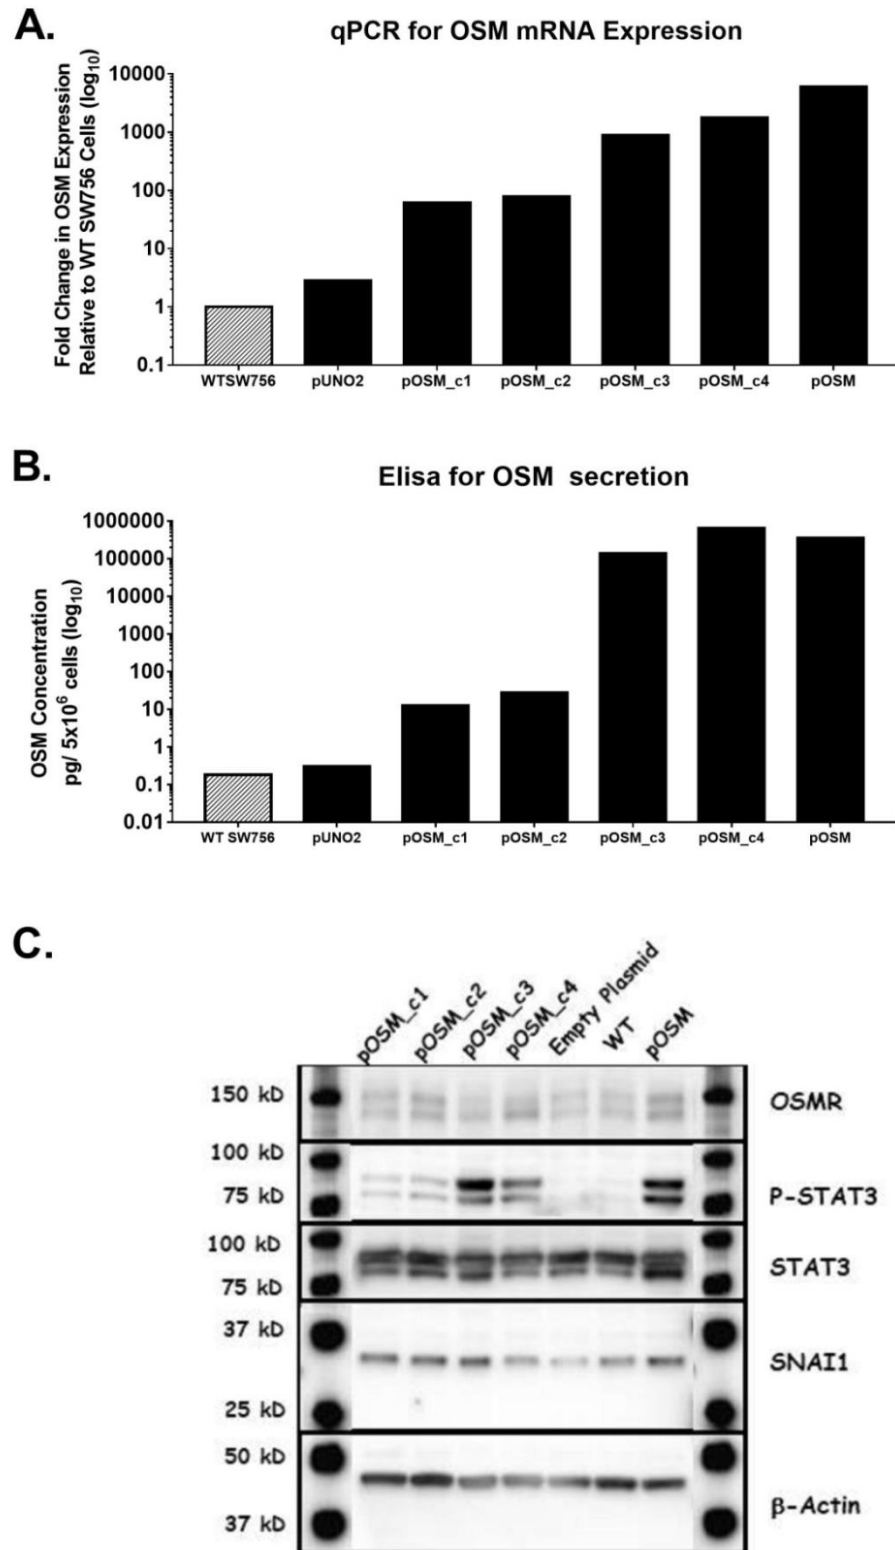 A.
qPCR for OSM mRNA Expression
Fold Change in OSM Expression
Relative to WT SW756 Cells (log10)
10000
1000
100
10
1
0.1
WTSW756 pUNO2 pOSM_c1 pOSM_c2 pOSM_c3 pOSM_c4 pOSM
B.
Elisa for OSM secretion
OSM Concentration
pg/ 5x10⁶ cells (log10)
1000000
100000
10000
1000
100
10
1
0.1
0.01
WT SW756 pUNO2 pOSM_c1 pOSM_c2 pOSM_c3 pOSM_c4 pOSM
C.
pOSM_c1 pOSM_c2 pOSM_c3 pOSM_c4 Empty Plasmid WT pOSM
150 kD OSMR
100 kD
75 kD P-STAT3
100 kD
75 kD STAT3
37 kD
SNAI1
25 kD
50 kD
β-Actin
37 kD